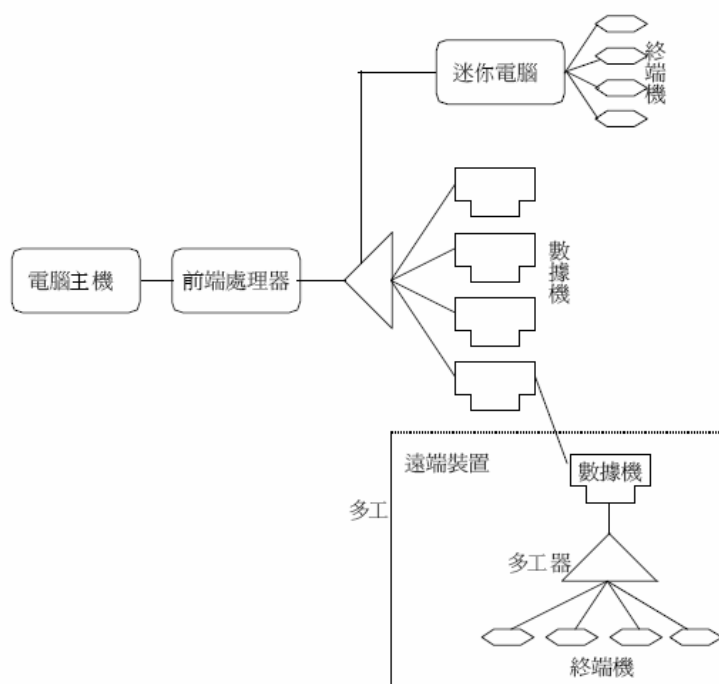 迷你電腦
終端機
數據機
電腦主機
前端處理器
遠端裝置
數據機
多工
多工器
終端機